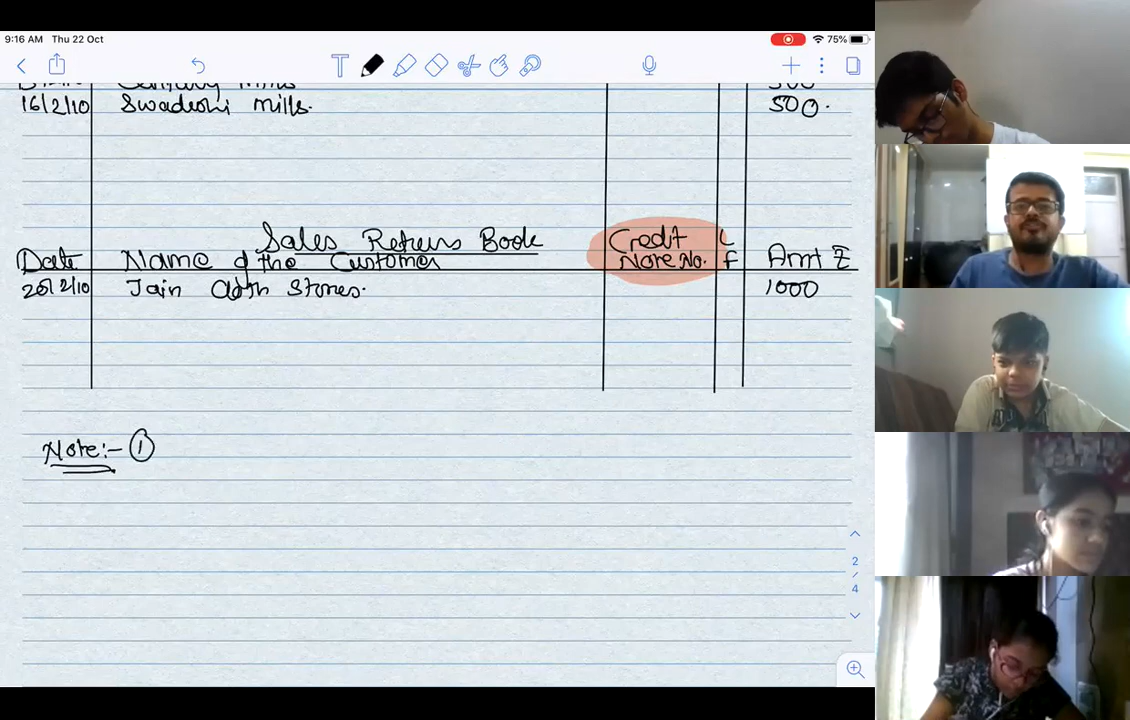 9:16 AM Thu 22 Oct
75%
16/2/10 Swadeshi mills. 500.
Sales Returns Book
Date Name of the Customer Credit Note No. L F Amt ₹
20/2/10 Jain Cloth Stores. 1000
Note:- ①
2
/
4